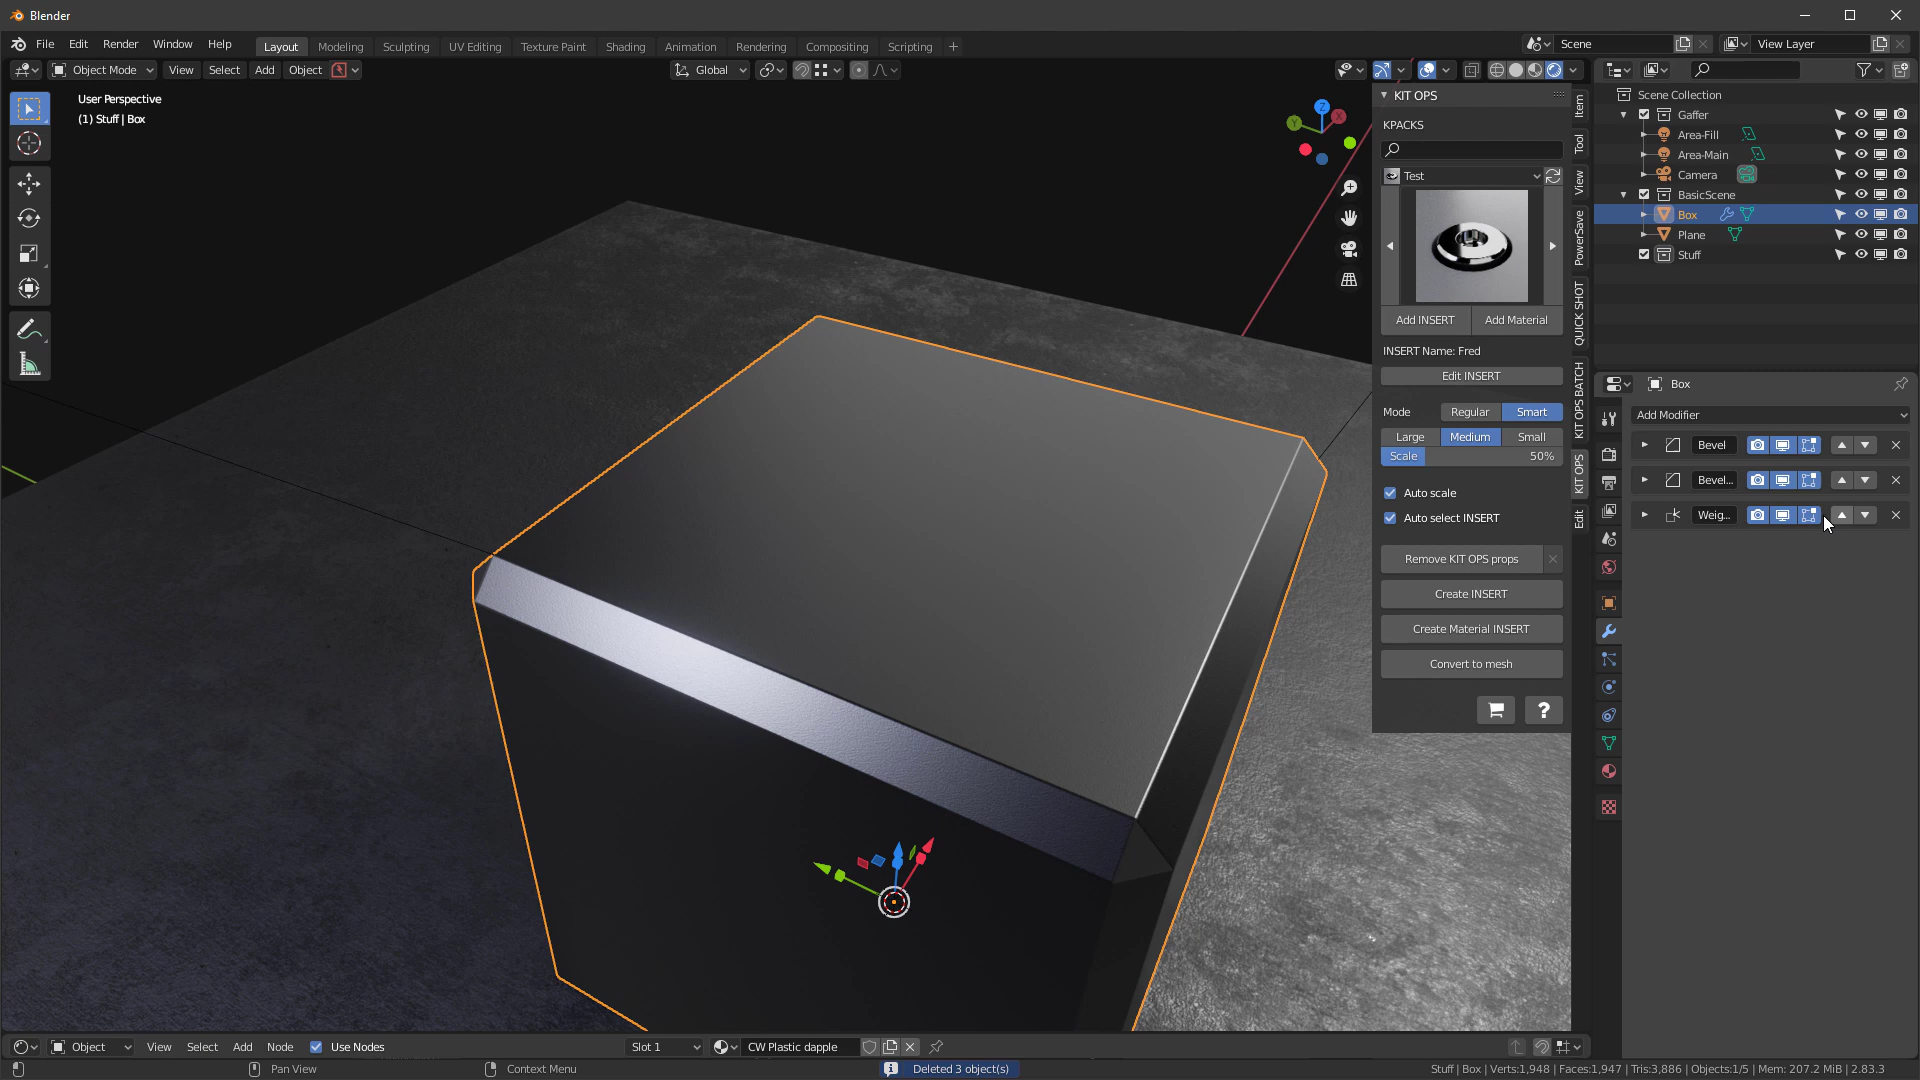 Blender
File Edit Render Window Help Layout Modeling Sculpting UV Editing Texture Paint Shading Animation Rendering Compositing Scripting + Scene View Layer
Object Mode View Select Add Object Global
User Perspective
(1) Stuff | Box
KIT OPS
KPACKS
Test
Add INSERT Add Material
INSERT Name: Fred
Edit INSERT
Mode Regular Smart
Large Medium Small
Scale 50%
Auto scale
Auto select INSERT
Remove KIT OPS props
Create INSERT
Create Material INSERT
Convert to mesh
?
Item
Tool
View
PowerSave
QUICK SHOT
KIT OPS BATCH
KIT OPS
Edit
Scene Collection
Gaffer
Area-Fill
Area-Main
Camera
BasicScene
Box
Plane
Stuff
Box
Add Modifier
Bevel
Bevel...
Weig...
X
Y
Z
Object View Select Add Node Use Nodes Slot 1 CW Plastic dapple
Pan View Context Menu Deleted 3 object(s) Stuff | Box | Verts:1,948 | Faces:1,947 | Tris:3,886 | Objects:1/5 | Mem: 207.2 MiB | 2.83.3